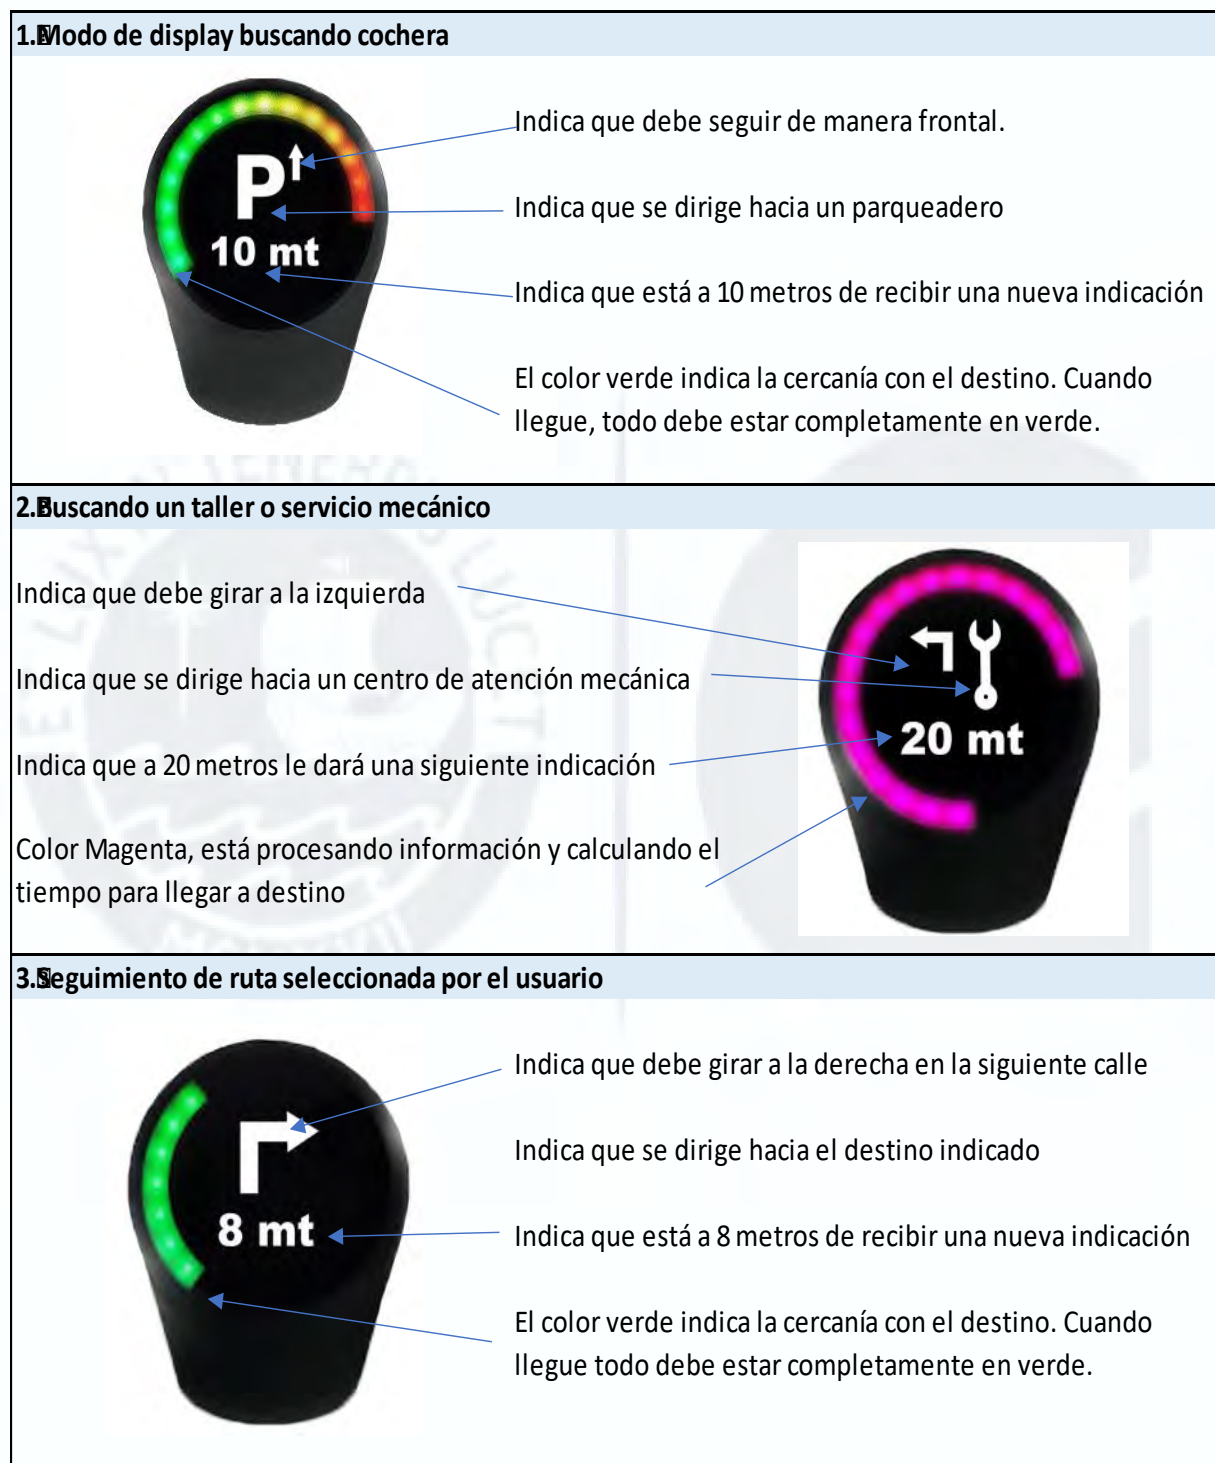 1. Modo de display buscando cochera
Indica que debe seguir de manera frontal.
P
10 mt
Indica que se dirige hacia un parqueadero
Indica que está a 10 metros de recibir una nueva indicación
El color verde indica la cercanía con el destino. Cuando
llegue, todo debe estar completamente en verde.
2. Buscando un taller o servicio mecánico
Indica que debe girar a la izquierda
Indica que se dirige hacia un centro de atención mecánica
20 mt
Indica que a 20 metros le dará una siguiente indicación
Color Magenta, está procesando información y calculando el
tiempo para llegar a destino
3. Seguimiento de ruta seleccionada por el usuario
Indica que debe girar a la derecha en la siguiente calle
Indica que se dirige hacia el destino indicado
8 mt
Indica que está a 8 metros de recibir una nueva indicación
El color verde indica la cercanía con el destino. Cuando
llegue todo debe estar completamente en verde.